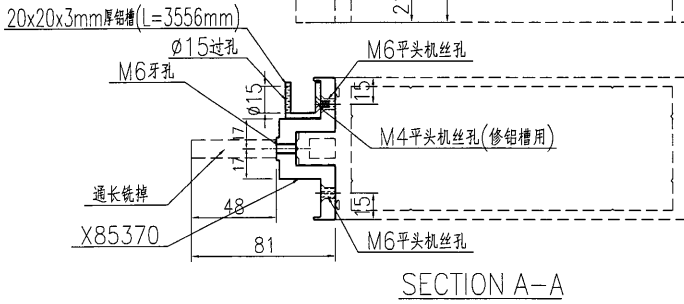 2
20x20x3mm厚铝槽(L=3556mm)
Ø15过孔
M6平头机丝孔
M6牙孔
Ø15
15
M4平头机丝孔(修铝槽用)
17
17
通长铣掉
48
15
X85370
M6平头机丝孔
81
SECTION A-A